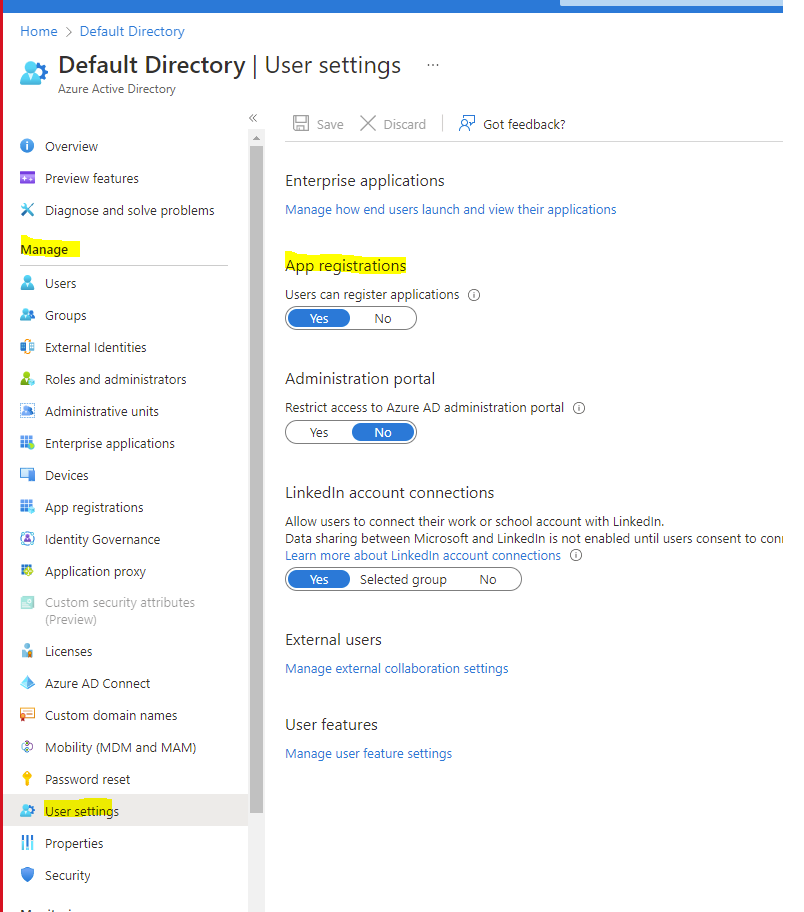 Home > Default Directory
Default Directory | User settings ...
Azure Active Directory
«
Overview
Preview features
Diagnose and solve problems
Manage
Users
Groups
External Identities
Roles and administrators
Administrative units
Enterprise applications
Devices
App registrations
Identity Governance
Application proxy
Custom security attributes
(Preview)
Licenses
Azure AD Connect
Custom domain names
Mobility (MDM and MAM)
Password reset
User settings
Properties
Security
Save Discard Got feedback?
Enterprise applications
Manage how end users launch and view their applications
App registrations
Users can register applications
Yes No
Administration portal
Restrict access to Azure AD administration portal
Yes No
LinkedIn account connections
Allow users to connect their work or school account with LinkedIn.
Data sharing between Microsoft and LinkedIn is not enabled until users consent to
Learn more about LinkedIn account connections
Yes Selected group No
External users
Manage external collaboration settings
User features
Manage user feature settings